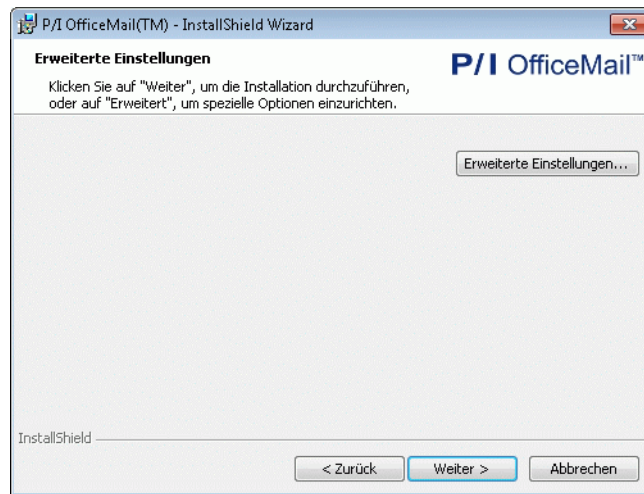 P/I OfficeMail(TM) - InstallShield Wizard
Erweiterte Einstellungen
P/I OfficeMail™
Klicken Sie auf "Weiter", um die Installation durchzuführen,
oder auf "Erweitert", um spezielle Optionen einzurichten.
Erweiterte Einstellungen...
InstallShield
< Zurück
Weiter >
Abbrechen